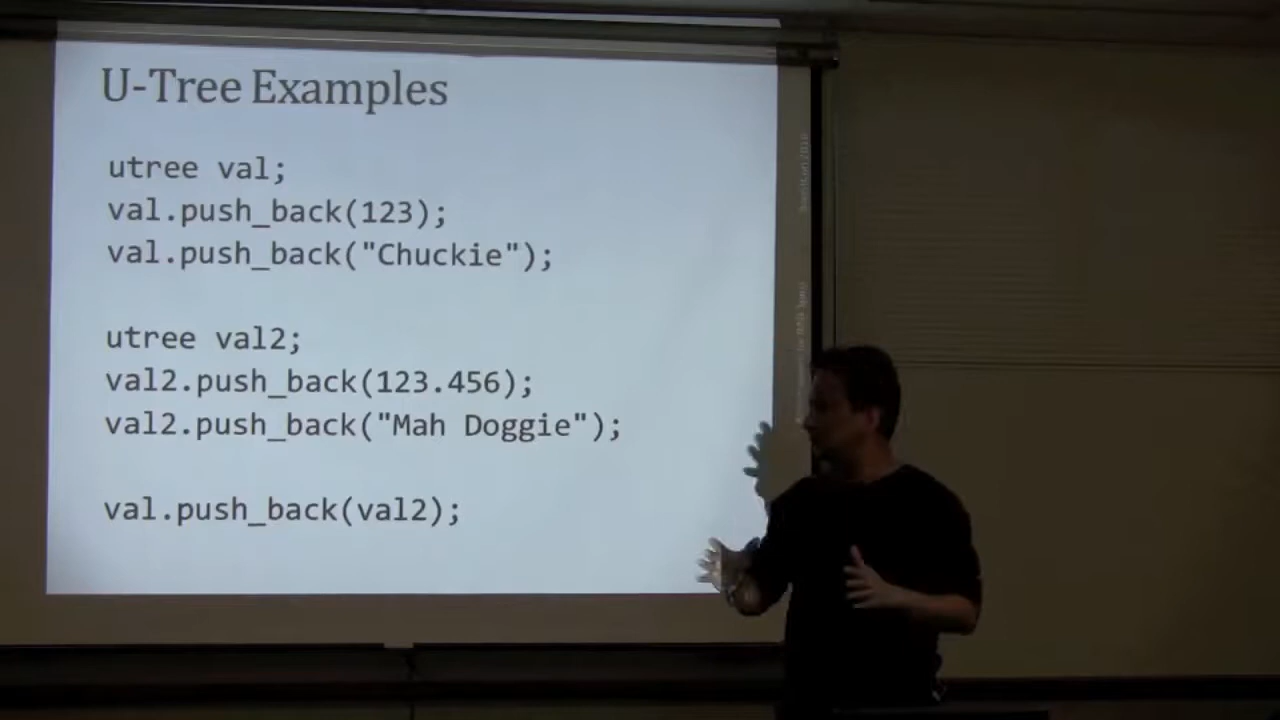 U-Tree Examples
utree val;
val.push_back(123);
val.push_back("Chuckie");
utree val2;
val2.push_back(123.456);
val2.push_back("Mah Doggie");
val.push_back(val2);